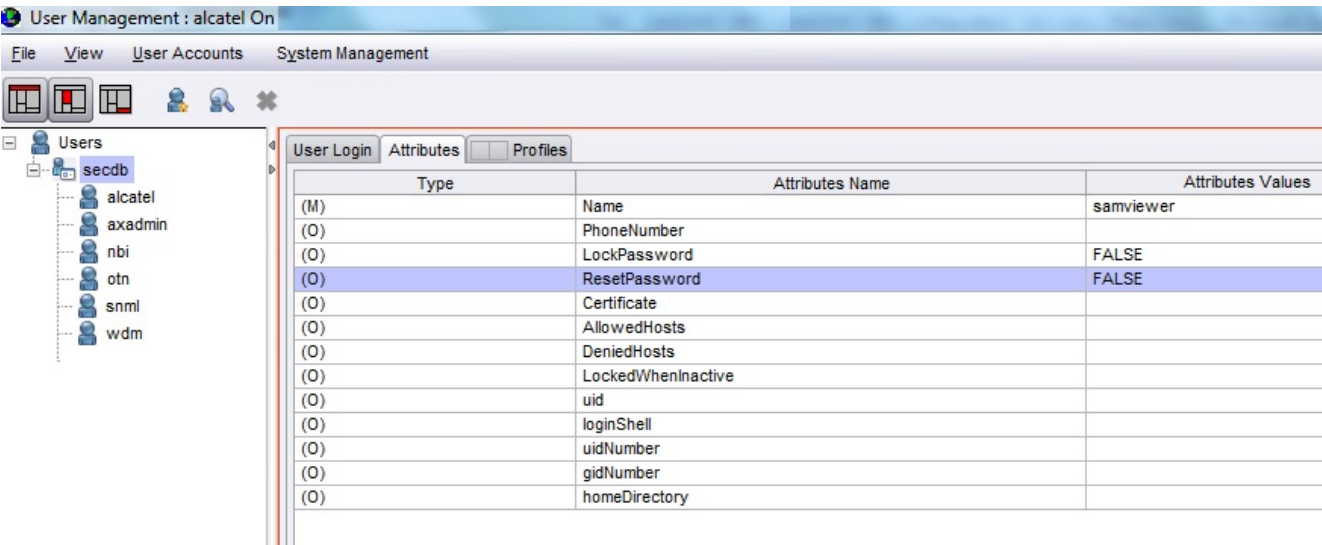 User Management : alcatel On
File View User Accounts System Management
Users
secdb
alcatel
axadmin
nbi
otn
snml
wdm
User Login Attributes Profiles
Type Attributes Name Attributes Values
(M) Name samviewer
(O) PhoneNumber
(O) LockPassword FALSE
(O) ResetPassword FALSE
(O) Certificate
(O) AllowedHosts
(O) DeniedHosts
(O) LockedWhenInactive
(O) uid
(O) loginShell
(O) uidNumber
(O) gidNumber
(O) homeDirectory